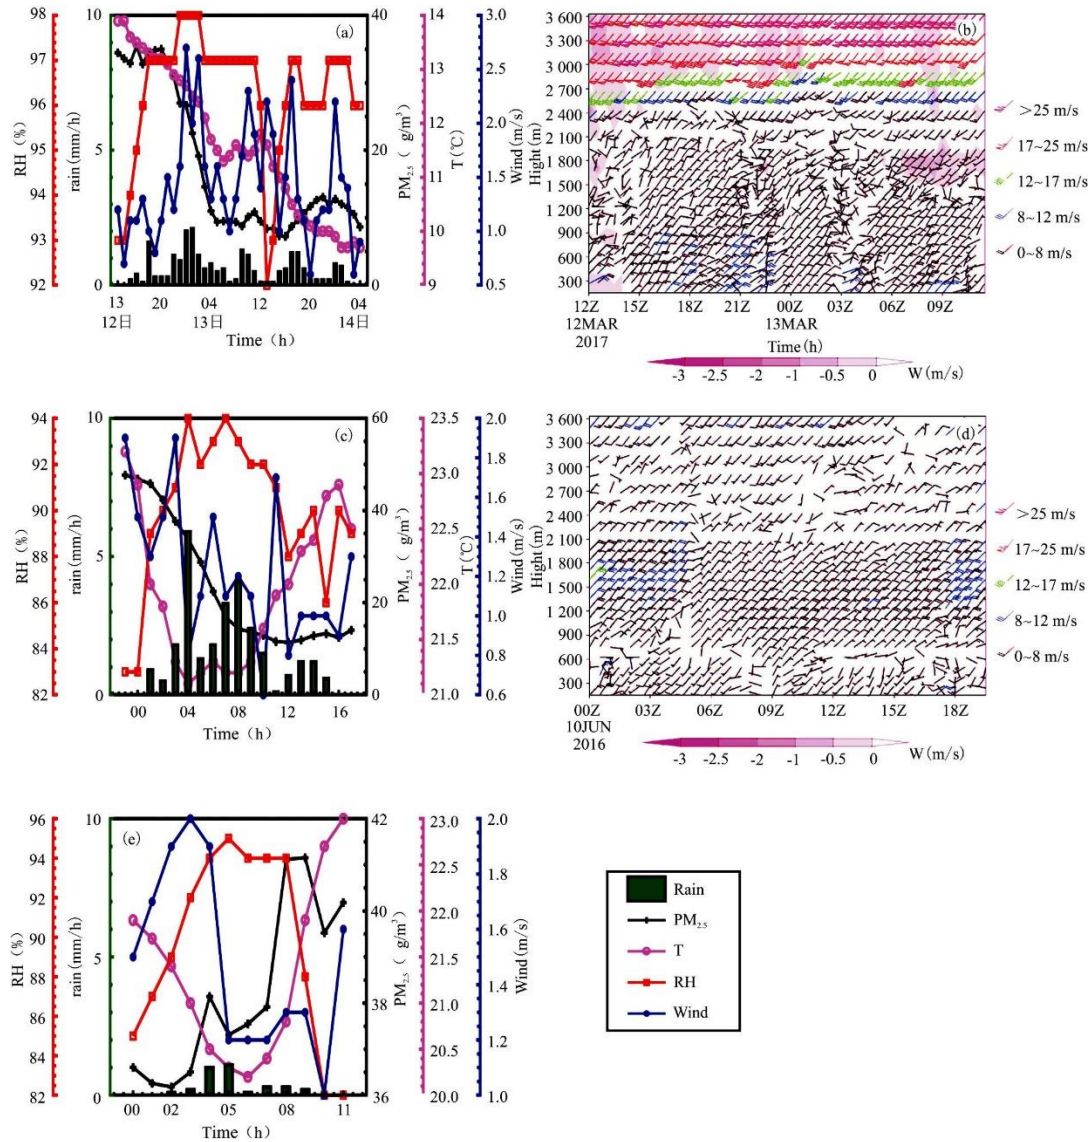 (a)
98
97
96
95
94
93
92
RH (%)
10
5
0
rain(mm/h)
40
20
0
PM2.5 ( g/m³)
14
13
12
11
10
9
T(℃)
3.0
2.5
2.0
1.5
1.0
0.5
Wind(m/s)
13 20 04 12 20 04
12日 13日 14日
Time(h)
(b)
Hight(m)
3 600
3 300
3 000
2 700
2 400
2 100
1 800
1 500
1 200
900
600
300
12Z 15Z 18Z 21Z 00Z 03Z 06Z 09Z
12MAR 13MAR
2017
Time(h)
>25 m/s
17~25 m/s
12~17 m/s
8~12 m/s
0~8 m/s
-3 -2.5 -2 -1 -0.5 0 W(m/s)
(c)
94
92
90
88
86
84
82
RH (%)
10
5
0
rain(mm/h)
60
40
20
0
PM2.5 ( g/m³)
23.5
23.0
22.5
22.0
21.5
21.0
T(℃)
2.0
1.8
1.6
1.4
1.2
1.0
0.8
0.6
Wind(m/s)
00 04 08 12 16
Time(h)
(d)
Hight(m)
3 600
3 300
3 000
2 700
2 400
2 100
1 800
1 500
1 200
900
600
300
00Z 03Z 06Z 09Z 12Z 15Z 18Z
10JUN
2016
>25 m/s
17~25 m/s
12~17 m/s
8~12 m/s
0~8 m/s
-3 -2.5 -2 -1 -0.5 0 W(m/s)
(e)
96
94
92
90
88
86
84
82
RH (%)
10
5
0
rain(mm/h)
42
40
38
36
PM2.5 ( g/m³)
23.0
22.5
22.0
21.5
21.0
20.5
20.0
2.0
1.8
1.6
1.4
1.2
1.0
Wind(m/s)
00 02 05 08 11
Time(h)
Rain
PM2.5
T
RH
Wind